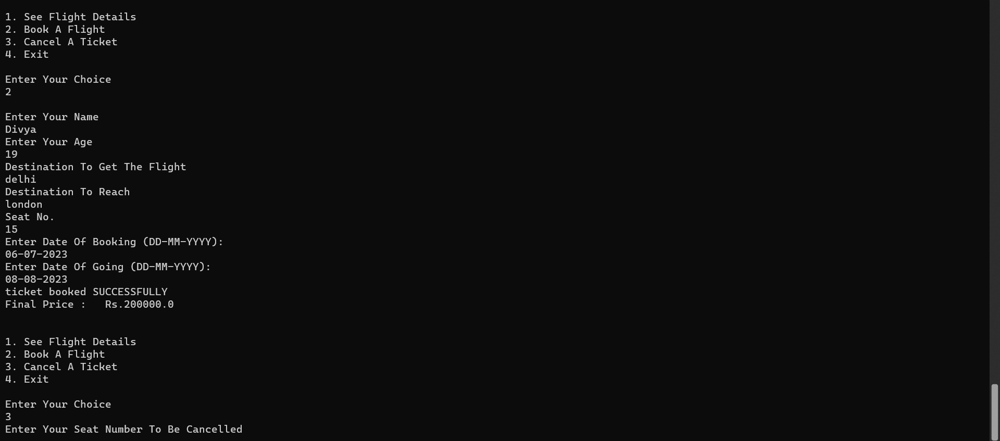 1. See Flight Details
2. Book A Flight
3. Cancel A Ticket
4. Exit
Enter Your Choice
2
Enter Your Name
Divya
Enter Your Age
19
Destination To Get The Flight
delhi
Destination To Reach
london
Seat No.
15
Enter Date Of Booking (DD-MM-YYYY):
06-07-2023
Enter Date Of Going (DD-MM-YYYY):
08-08-2023
ticket booked SUCCESSFULLY
Final Price :   Rs.200000.0
1. See Flight Details
2. Book A Flight
3. Cancel A Ticket
4. Exit
Enter Your Choice
3
Enter Your Seat Number To Be Cancelled